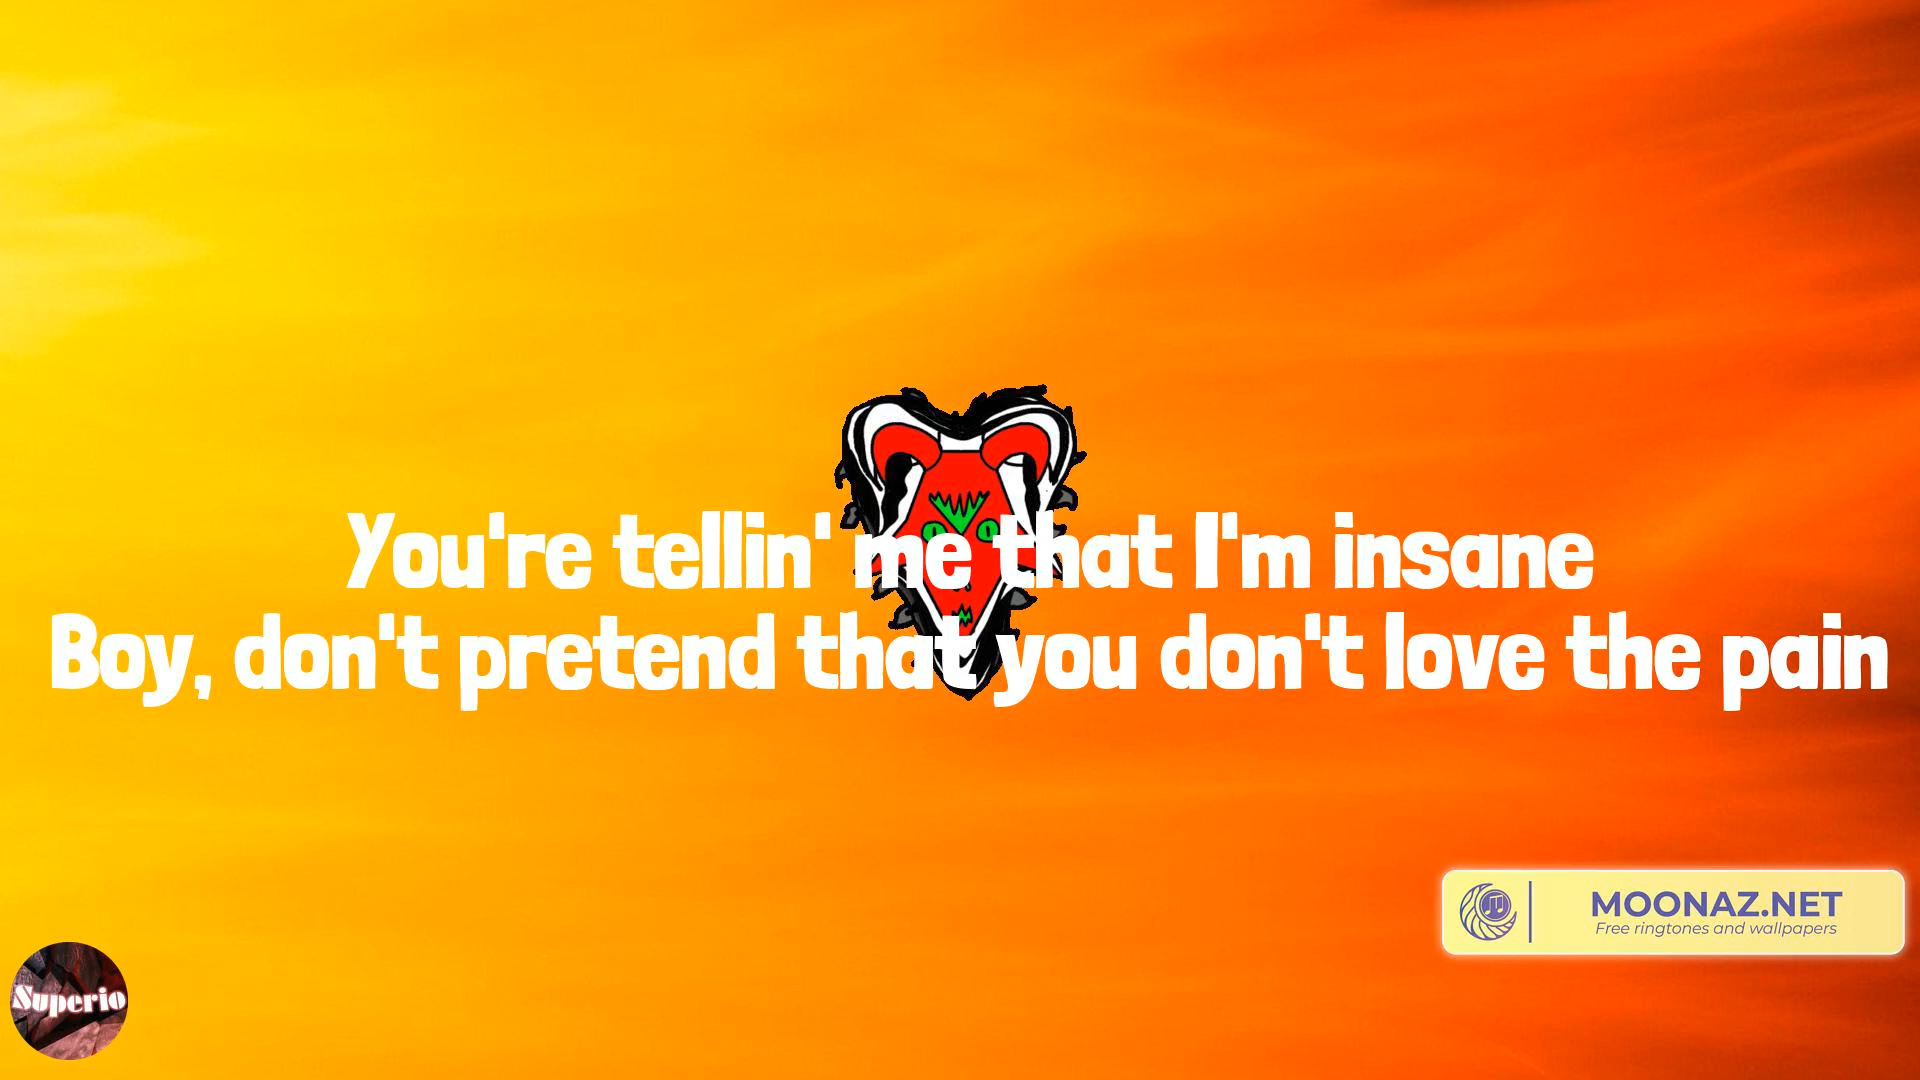 You're tellin' me that I'm insane
Boy, don't pretend that you don't love the pain
MOONAZ.NET
Free ringtones and wallpapers
Superio